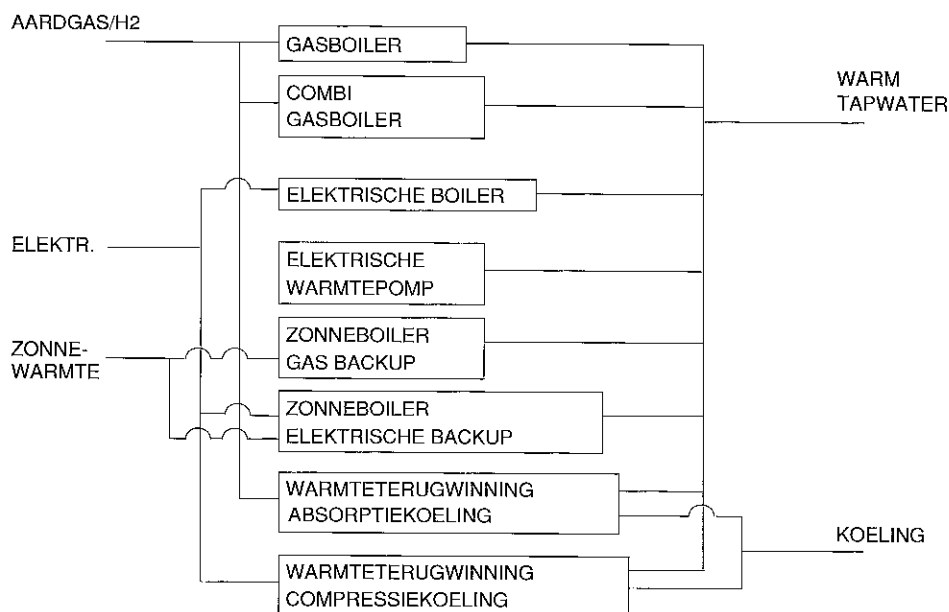 AARDGAS/H2
GASBOILER
COMBI
GASBOILER
WARM
TAPWATER
ELEKTRISCHE BOILER
ELEKTR.
ELEKTRISCHE
WARMTEPOMP
ZONNE-
WARMTE
ZONNEBOILER
GAS BACKUP
ZONNEBOILER
ELEKTRISCHE BACKUP
WARMTETERUGWINNING
ABSORPTIEKOELING
KOELING
WARMTETERUGWINNING
COMPRESSIEKOELING